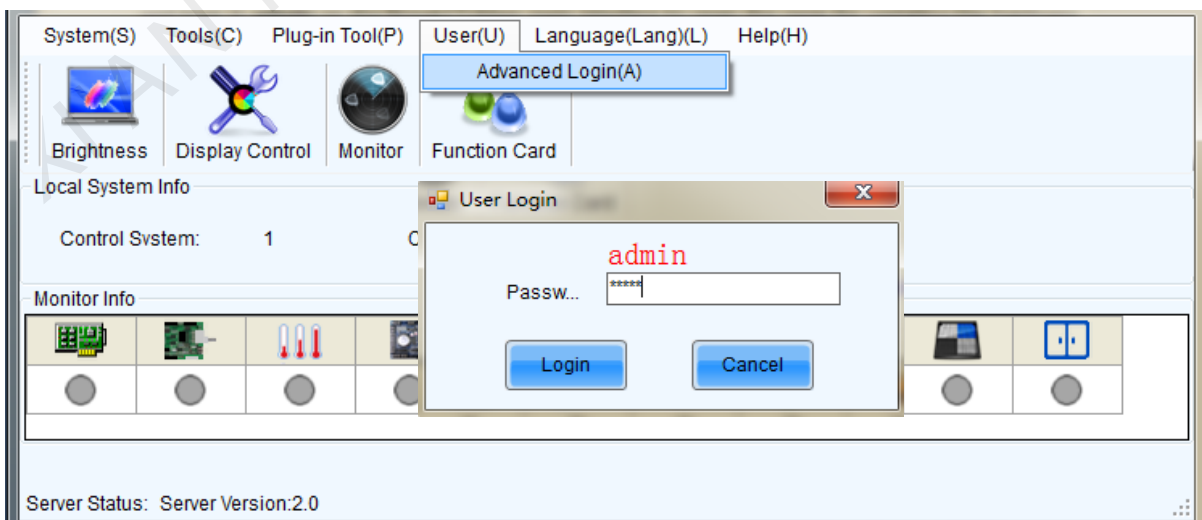 System(S) Tools(C) Plug-in Tool(P) User(U) Language(Lang)(L) Help(H)
Advanced Login(A)
Brightness Display Control Monitor Function Card
Local System Info
User Login
Control System: 1
admin
Passw... *****
Monitor Info
Login Cancel
Server Status: Server Version:2.0